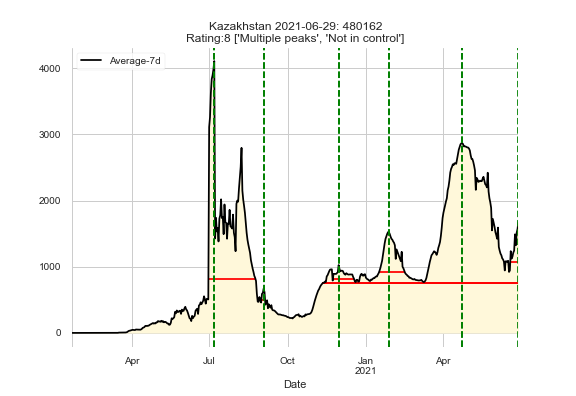 Kazakhstan 2021-06-29: 480162
Rating:8 ['Multiple peaks', 'Not in control']
Average-7d
4000
3000
2000
1000
0
Apr
Jul
Oct
Jan
2021
Apr
Date